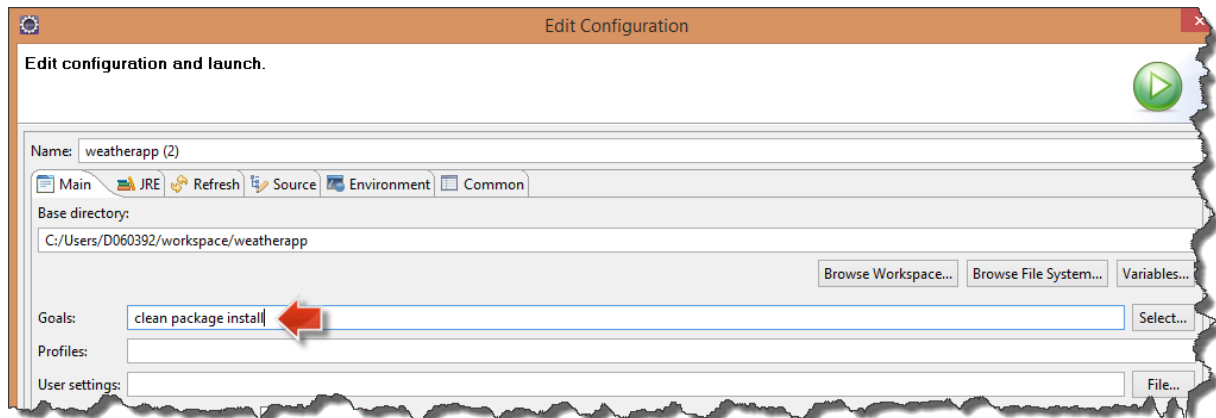 Edit Configuration
Edit configuration and launch.
Name: weatherapp (2)
Main JRE Refresh Source Environment Common
Base directory:
C:/Users/D060392/workspace/weatherapp
Browse Workspace... Browse File System... Variables...
Goals: clean package install Select...
Profiles:
User settings: File...